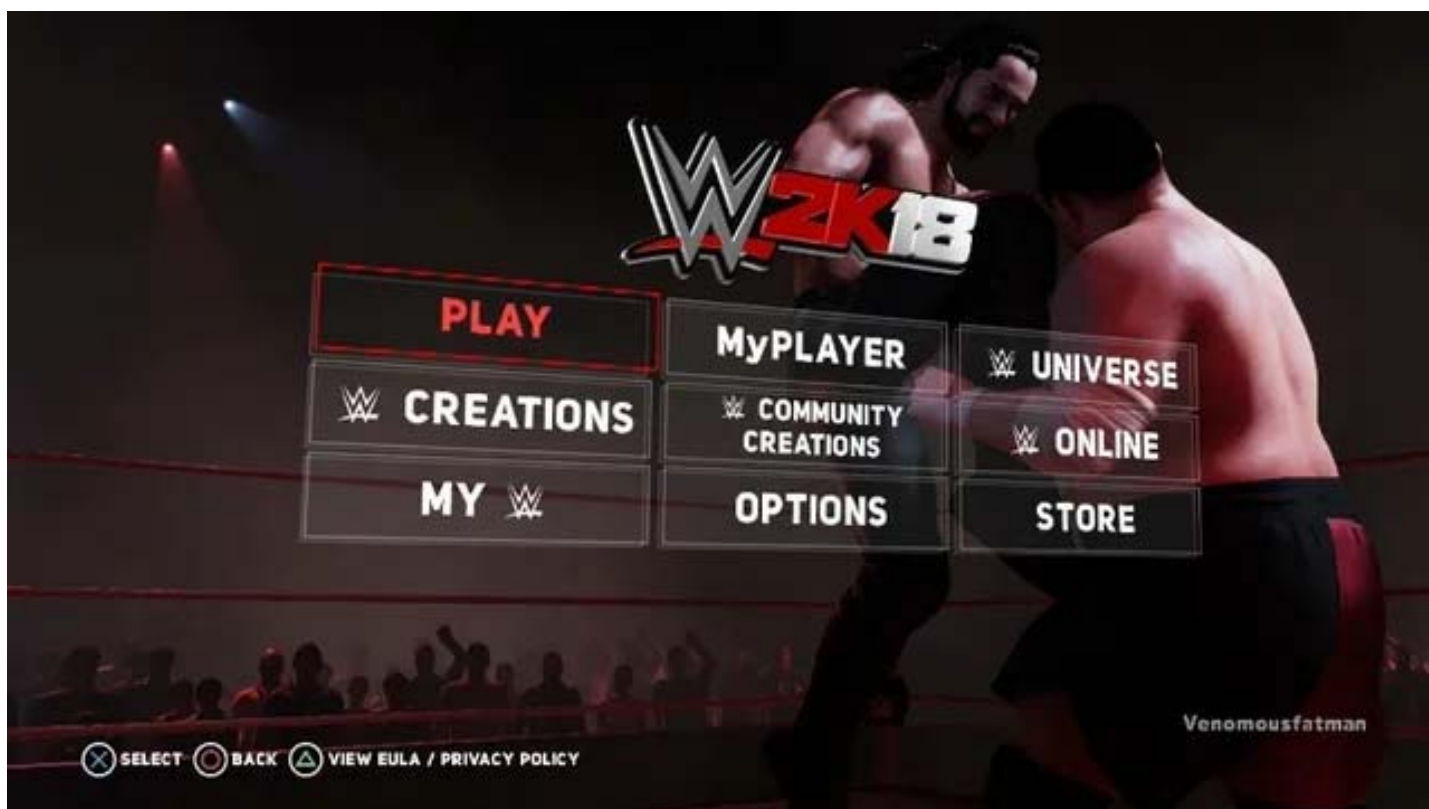 W 2K18
PLAY
MyPLAYER
W UNIVERSE
W CREATIONS
W COMMUNITY
CREATIONS
W ONLINE
MY W
OPTIONS
STORE
Venomousfatman
SELECT BACK VIEW EULA / PRIVACY POLICY